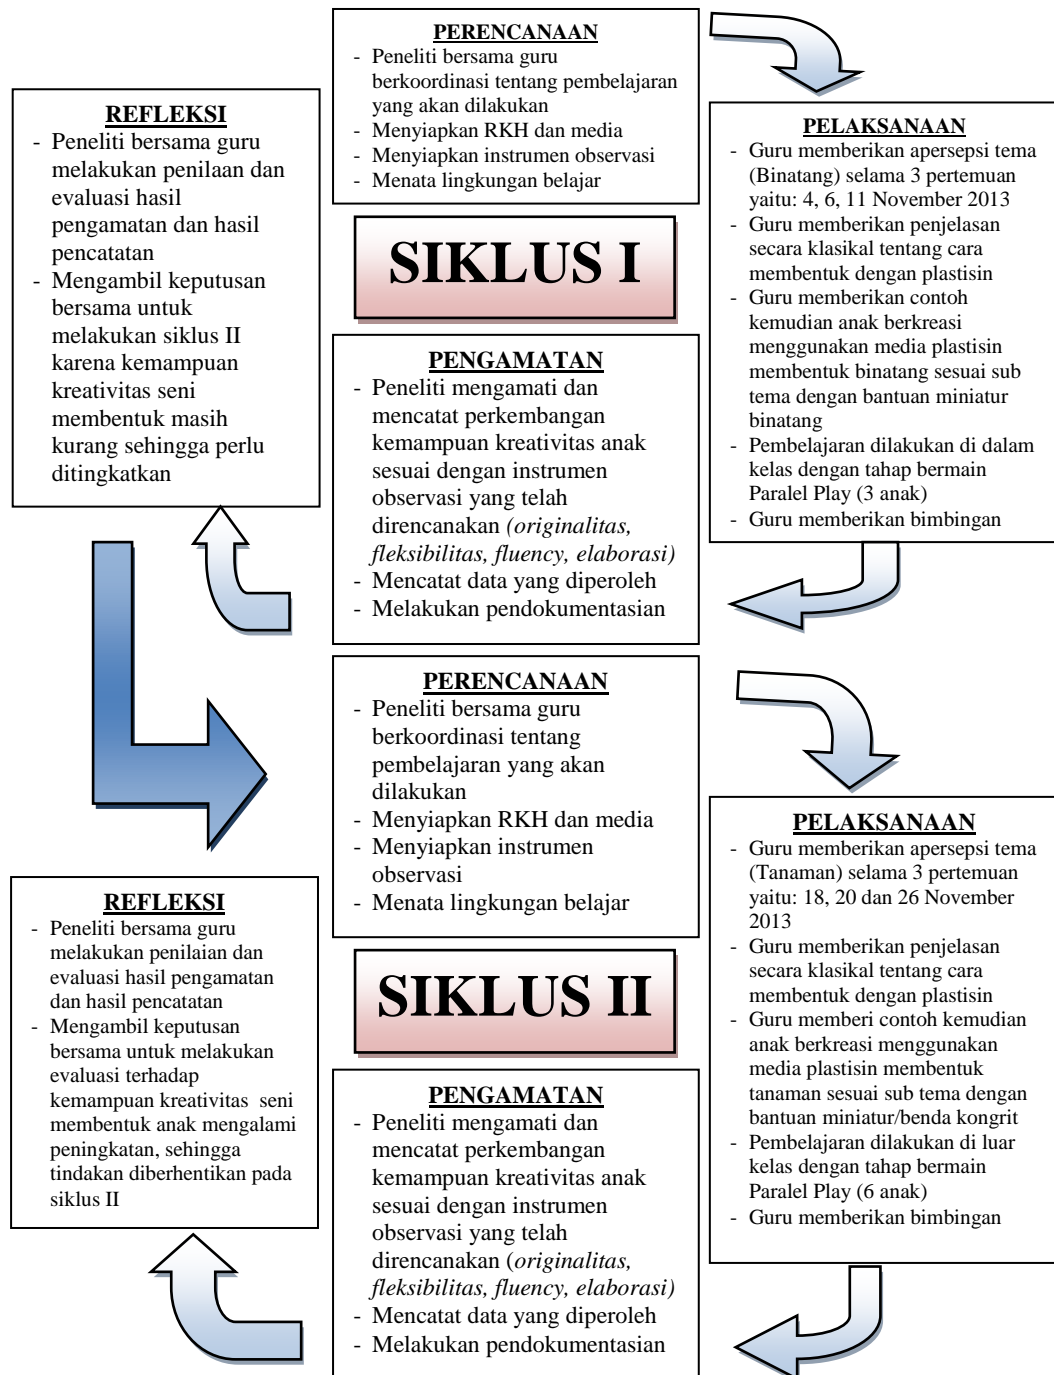 PERENCANAAN
- Peneliti bersama guru
berkoordinasi tentang pembelajaran
yang akan dilakukan
- Menyiapkan RKH dan media
- Menyiapkan instrumen observasi
- Menata lingkungan belajar
REFLEKSI
- Peneliti bersama guru
melakukan penilaan dan
evaluasi hasil
pengamatan dan hasil
pencatatan
- Mengambil keputusan
bersama untuk
melakukan siklus II
karena kemampuan
kreativitas seni
membentuk masih
kurang sehingga perlu
ditingkatkan
SIKLUS I
PELAKSANAAN
- Guru memberikan apersepsi tema
(Binatang) selama 3 pertemuan
yaitu: 4, 6, 11 November 2013
- Guru memberikan penjelasan
secara klasikal tentang cara
membentuk dengan plastisin
- Guru memberikan contoh
kemudian anak berkreasi
menggunakan media plastisin
membentuk binatang sesuai sub
tema dengan bantuan miniatur
binatang
- Pembelajaran dilakukan di dalam
kelas dengan tahap bermain
Paralel Play (3 anak)
- Guru memberikan bimbingan
PENGAMATAN
- Peneliti mengamati dan
mencatat perkembangan
kemampuan kreativitas anak
sesuai dengan instrumen
observasi yang telah
direncanakan (originalitas,
fleksibilitas, fluency, elaborasi)
- Mencatat data yang diperoleh
- Melakukan pendokumentasian
PERENCANAAN
- Peneliti bersama guru
berkoordinasi tentang
pembelajaran yang akan
dilakukan
- Menyiapkan RKH dan media
- Menyiapkan instrumen
observasi
- Menata lingkungan belajar
REFLEKSI
- Peneliti bersama guru
melakukan penilaian dan
evaluasi hasil pengamatan
dan hasil pencatatan
- Mengambil keputusan
bersama untuk melakukan
evaluasi terhadap
kemampuan kreativitas seni
membentuk anak mengalami
peningkatan, sehingga
tindakan diberhentikan pada
siklus II
SIKLUS II
PELAKSANAAN
- Guru memberikan apersepsi tema
(Tanaman) selama 3 pertemuan
yaitu: 18, 20 dan 26 November
2013
- Guru memberikan penjelasan
secara klasikal tentang cara
membentuk dengan plastisin
- Guru memberi contoh kemudian
anak berkreasi menggunakan
media plastisin membentuk
tanaman sesuai sub tema dengan
bantuan miniatur/benda kongrit
- Pembelajaran dilakukan di luar
kelas dengan tahap bermain
Paralel Play (6 anak)
- Guru memberikan bimbingan
PENGAMATAN
- Peneliti mengamati dan
mencatat perkembangan
kemampuan kreativitas anak
sesuai dengan instrumen
observasi yang telah
direncanakan (originalitas,
fleksibilitas, fluency, elaborasi)
- Mencatat data yang diperoleh
- Melakukan pendokumentasian